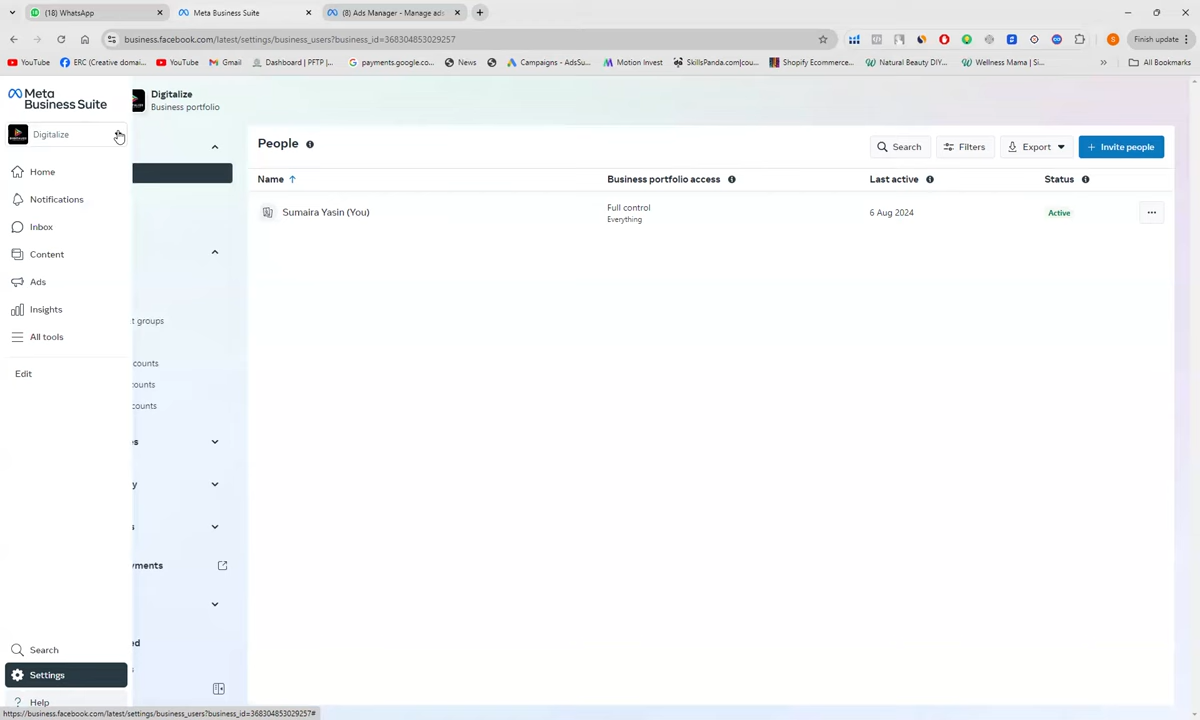 (18) WhatsApp
Meta Business Suite
(8) Ads Manager - Manage ads
business.facebook.com/latest/settings/business_users?business_id=368304853029257
Finish update
YouTube
ERC (Creative domai...
YouTube
Gmail
Dashboard | PFTP |...
payments.google.co...
News
Campaigns - AdsSu...
Motion Invest
SkillsPanda.com|cou...
Shopify Ecommerce...
Natural Beauty DIY...
Wellness Mama | Si...
All Bookmarks
Meta
Business Suite
Digitalize
Home
Notifications
Inbox
Content
Ads
Insights
All tools
Edit
Search
Settings
Help
Digitalize
Business portfolio
t groups
counts
ounts
counts
es
y
s
yments
ed
People
Search
Filters
Export
+ Invite people
Name ↑
Business portfolio access
Last active
Status
Sumaira Yasin (You)
Full control
Everything
6 Aug 2024
Active
https://business.facebook.com/latest/settings/business_users?business_id=368304853029257#